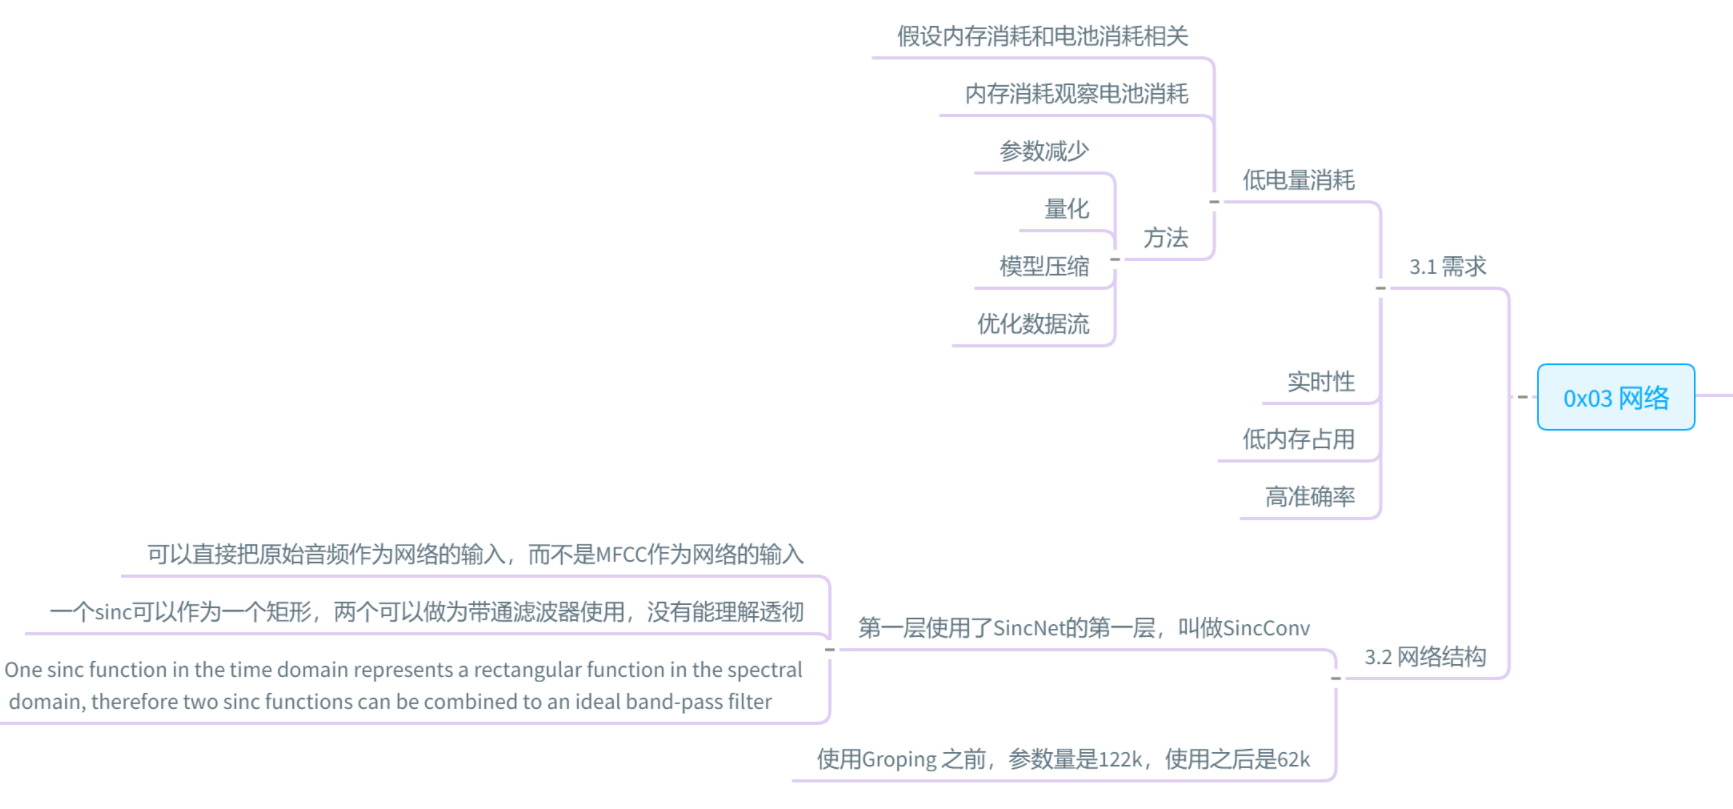 假设内存消耗和电池消耗相关
内存消耗观察电池消耗
参数减少
低电量消耗
量化
方法
模型压缩
3.1 需求
优化数据流
实时性
0x03 网络
低内存占用
高准确率
可以直接把原始音频作为网络的输入，而不是MFCC作为网络的输入
一个sinc可以作为一个矩形，两个可以做为带通滤波器使用，没有能理解透彻
第一层使用了SincNet的第一层，叫做SincConv
3.2 网络结构
One sinc function in the time domain represents a rectangular function in the spectral
domain, therefore two sinc functions can be combined to an ideal band-pass filter
使用Groping 之前，参数量是122k，使用之后是62k